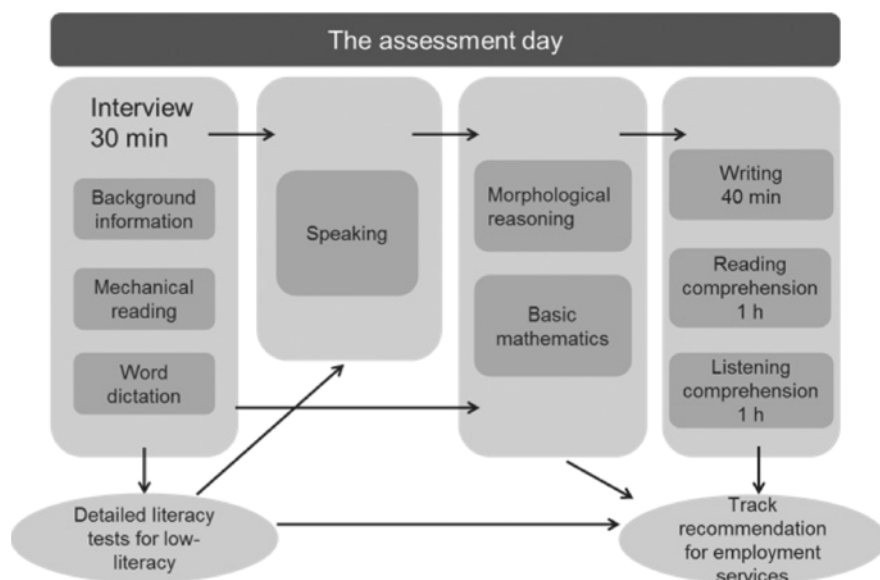 The assessment day
Interview
30 min
Background
information
Mechanical
reading
Word
dictation
Speaking
Morphological
reasoning
Basic
mathematics
Writing
40 min
Reading
comprehension
1 h
Listening
comprehension
1 h
Detailed literacy
tests for low-
literacy
Track
recommendation
for employment
services